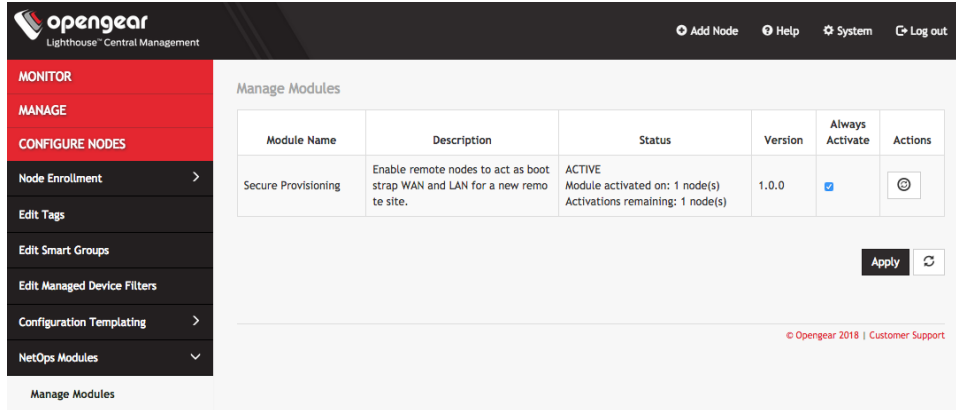 opengear
Lighthouse™ Central Management
Add Node
Help
System
Log out
MONITOR
MANAGE
CONFIGURE NODES
Node Enrollment
Edit Tags
Edit Smart Groups
Edit Managed Device Filters
Configuration Templating
NetOps Modules
Manage Modules
Manage Modules
Module Name
Description
Status
Version
Always
Activate
Actions
Secure Provisioning
Enable remote nodes to act as boot
strap WAN and LAN for a new remo
te site.
ACTIVE
Module activated on: 1 node(s)
Activations remaining: 1 node(s)
1.0.0
Apply
© Opengear 2018 | Customer Support